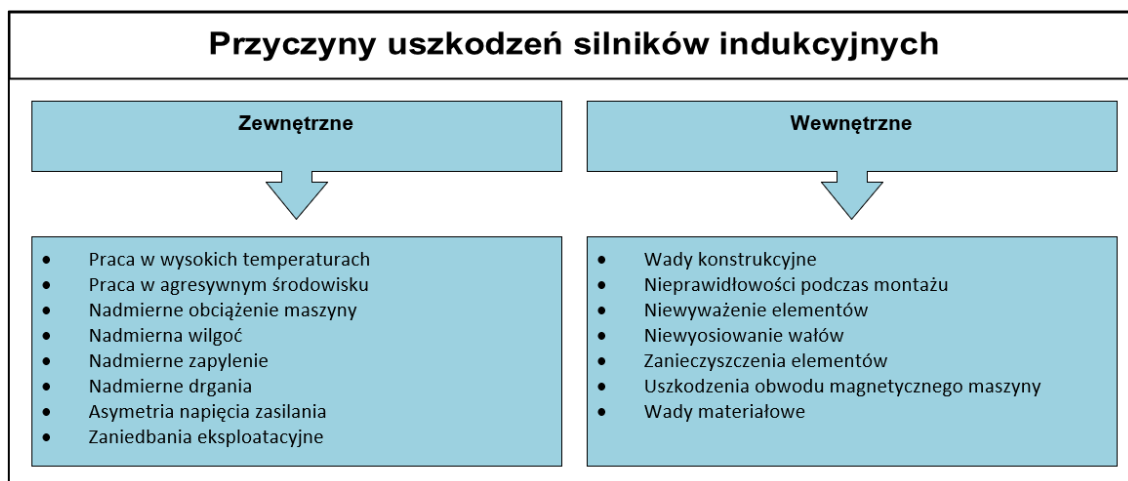 Przyczyny uszkodzeń silników indukcyjnych
Zewnętrzne
• Praca w wysokich temperaturach
• Praca w agresywnym środowisku
• Nadmierne obciążenie maszyny
• Nadmierna wilgoć
• Nadmierne zapylenie
• Nadmierne drgania
• Asymetria napięcia zasilania
• Zaniedbania eksploatacyjne
Wewnętrzne
• Wady konstrukcyjne
• Nieprawidłowości podczas montażu
• Niewyważenie elementów
• Niewyosiowanie wałów
• Zanieczyszczenia elementów
• Uszkodzenia obwodu magnetycznego maszyny
• Wady materiałowe